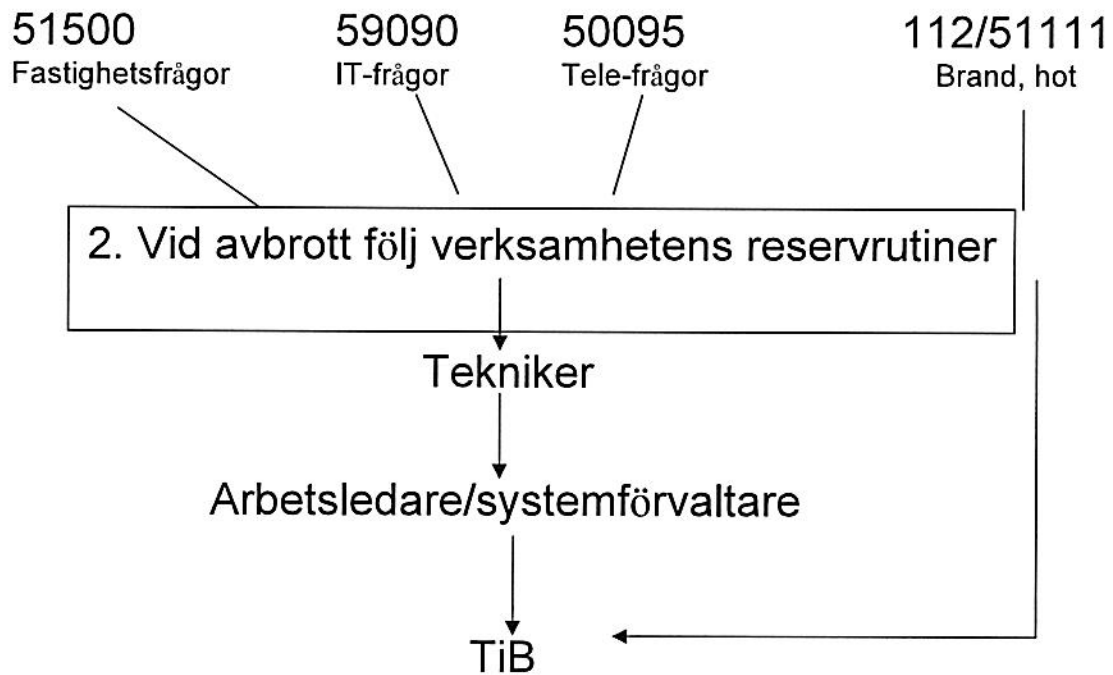 51500 59090 50095 112/51111
Fastighetsfrågor IT-frågor Tele-frågor Brand, hot
2. Vid avbrott följ verksamhetens reservrutiner
Tekniker
Arbetsledare/systemförvaltare
TiB